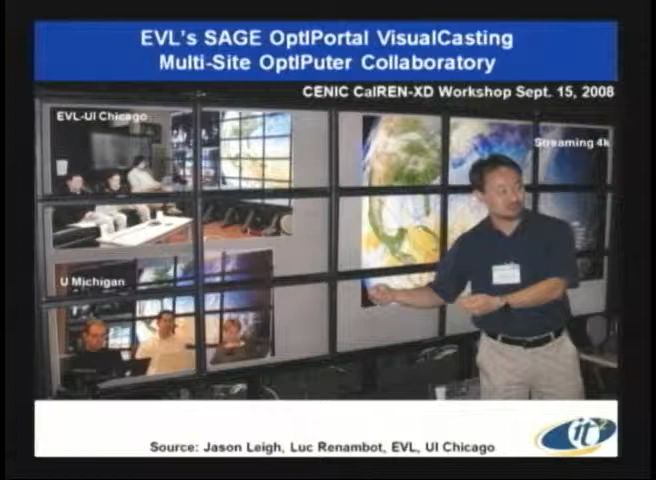 EVL's SAGE OptIPortal VisualCasting
Multi-Site OptIPuter Collaboratory
CENIC CalREN-XD Workshop Sept. 15, 2008
EVL-UI Chicago
Streaming 4k
U Michigan
Source: Jason Leigh, Luc Renambot, EVL, UI Chicago
it